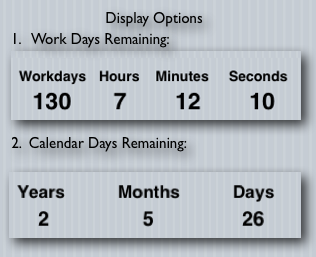 Display Options
1. Work Days Remaining:
Workdays Hours Minutes Seconds
130 7 12 10
2. Calendar Days Remaining:
Years Months Days
2 5 26